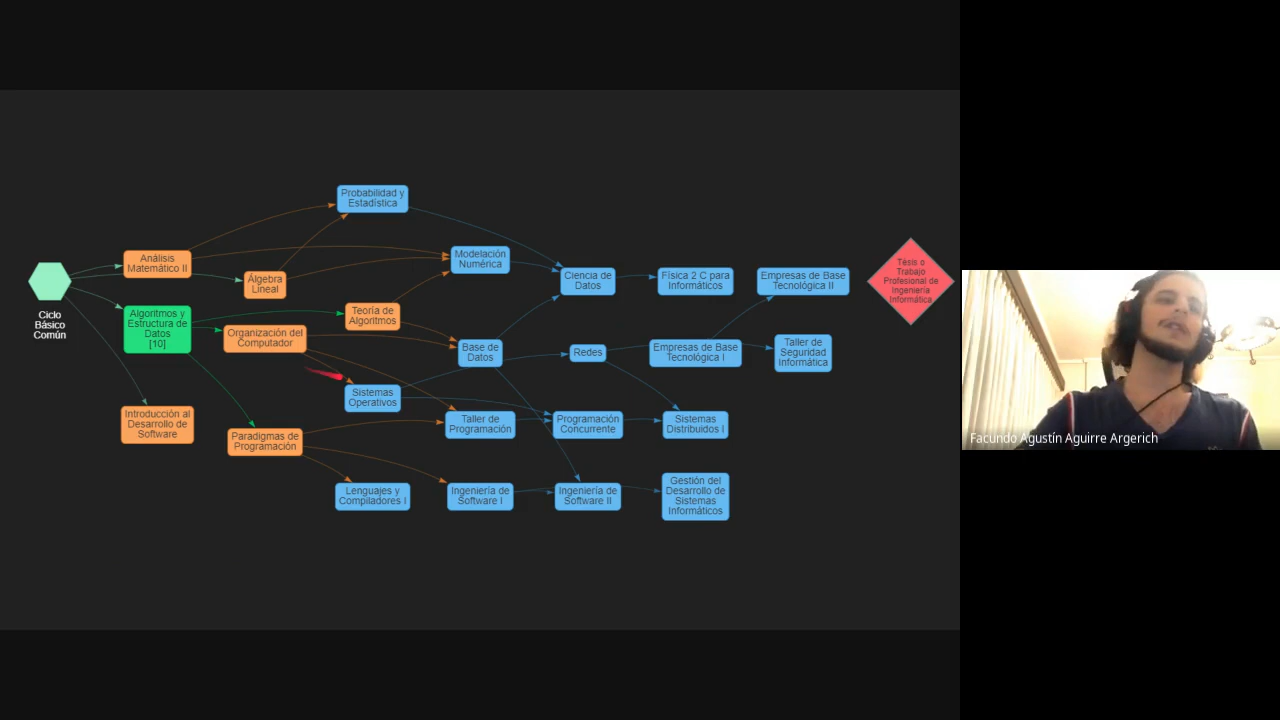 Probabilidad y
Estadística
Análisis
Matemático II
Álgebra
Lineal
Modelación
Numérica
Ciencia de
Datos
Física 2 C para
Informáticos
Empresas de Base
Tecnológica II
Tésis o
Trabajo
Profesional de
Ingeniería
Informática
Ciclo
Básico
Común
Algoritmos y
Estructura de
Datos
[10]
Teoría de
Algoritmos
Organización del
Computador
Base de
Datos
Redes
Empresas de Base
Tecnológica I
Taller de
Seguridad
Informática
Sistemas
Operativos
Introducción al
Desarrollo de
Software
Paradigmas de
Programación
Taller de
Programación
Programación
Concurrente
Sistemas
Distribuidos I
Lenguajes y
Compiladores I
Ingeniería de
Software I
Ingeniería de
Software II
Gestión del
Desarrollo de
Sistemas
Informáticos
Facundo Agustín Aguirre Argerich